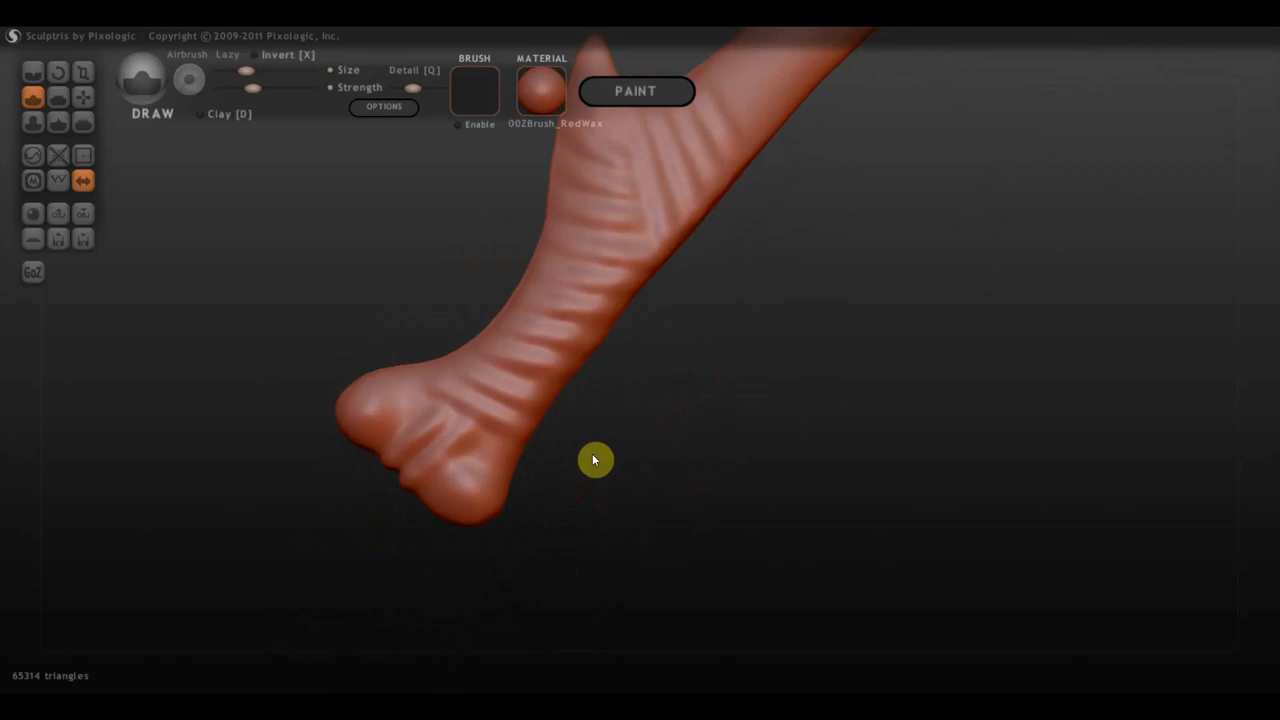 Sculptris by Pixologic Copyright © 2009-2011 Pixologic, Inc.
Airbrush Lazy Invert [X]
BRUSH
MATERIAL
Size
Detail [Q]
Strength
PAINT
OPTIONS
DRAW
Clay [D]
Enable
00ZBrush_RedWax
GoZ
65314 triangles